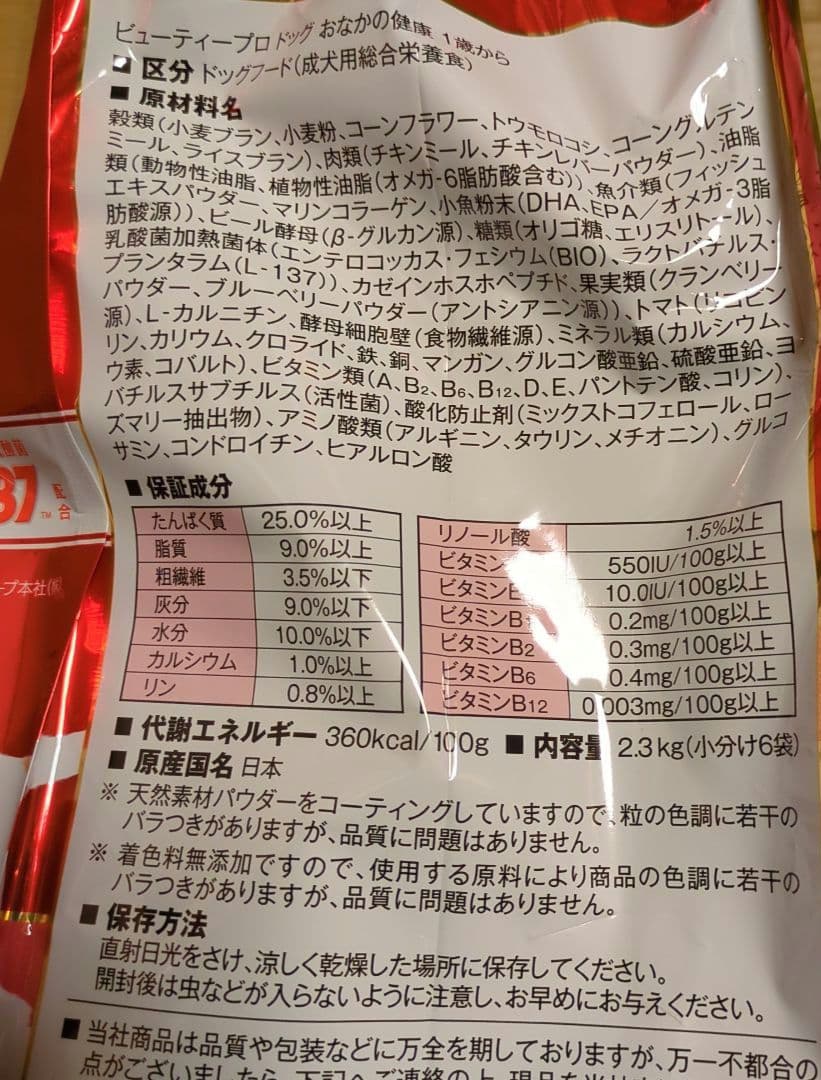 ビューティープロ ドッグ おなかの健康 1歳から
■ 区分 ドッグフード(成犬用総合栄養食)
■ 原材料名
穀類(小麦ブラン、小麦粉、コーンフラワー、トウモロコシ、コーングルテン
ミール、ライスブラン)、肉類(チキンミール、チキンレバーパウダー)、油脂
類(動物性油脂、植物性油脂(オメガ-6脂肪酸含む))、魚介類(フィッシュ
エキスパウダー、マリンコラーゲン、小魚粉末(DHA、EPA/オメガ-3脂
肪酸源))、ビール酵母(β-グルカン源)、糖類(オリゴ糖、エリスリトール)、
乳酸菌加熱菌体(エンテロコッカス・フェシウム(BIO)、ラクトバチルス・
プランタラム(L-137))、カゼインホスホペプチド、果実類(クランベリー
パウダー、ブルーベリーパウダー(アントシアニン源))、トマト(リコピン
源)、L-カルニチン、酵母細胞壁(食物繊維源)、ミネラル類(カルシウム、
リン、カリウム、クロライド、鉄、銅、マンガン、グルコン酸亜鉛、硫酸亜鉛、ヨ
ウ素、コバルト)、ビタミン類(A、B2、B6、B12、D、E、パントテン酸、コリン)、
バチルスサブチルス(活性菌)、酸化防止剤(ミックストコフェロール、ロー
ズマリー抽出物)、アミノ酸類(アルギニン、タウリン、メチオニン)、グルコ
サミン、コンドロイチン、ヒアルロン酸
■ 保証成分
たんぱく質 25.0%以上
脂質 9.0%以上
粗繊維 3.5%以下
灰分 9.0%以下
水分 10.0%以下
カルシウム 1.0%以上
リン 0.8%以上
リノール酸 1.5%以上
ビタミン 550IU/100g以上
ビタミン 10.0IU/100g以上
ビタミンB1 0.2mg/100g以上
ビタミンB2 0.3mg/100g以上
ビタミンB6 0.4mg/100g以上
ビタミンB12 0.003mg/100g以上
■ 代謝エネルギー 360kcal/100g ■ 内容量 2.3kg(小分け6袋)
■ 原産国名 日本
※ 天然素材パウダーをコーティングしていますので、粒の色調に若干の
バラつきがありますが、品質に問題はありません。
※ 着色料無添加ですので、使用する原料により商品の色調に若干の
バラつきがありますが、品質に問題はありません。
■ 保存方法
直射日光をさけ、涼しく乾燥した場所に保存してください。
開封後は虫などが入らないように注意し、お早めにお与えください。
■ 当社商品は品質や包装などに万全を期しておりますが、万一不都合の
点がございましたら、下記へご連絡の上、現品を
酸菌
37 TM 配合
ープ本社(株)